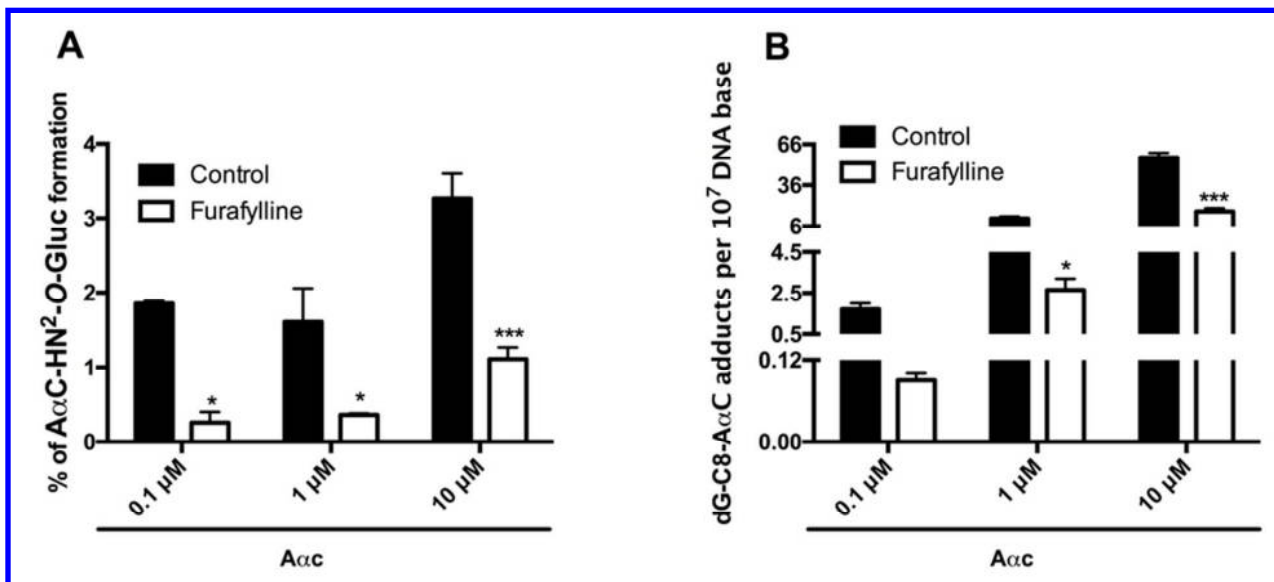 A
% of AαC-HN²-O-Gluc formation
4
3
2
1
0
Control
Furafylline
*
*
***
0.1 µM
1 µM
10 µM
Aαc
B
dG-C8-AαC adducts per 10⁷ DNA base
66
36
6
4.5
2.5
0.5
0.12
0.00
Control
Furafylline
*
***
0.1 µM
1 µM
10 µM
Aαc